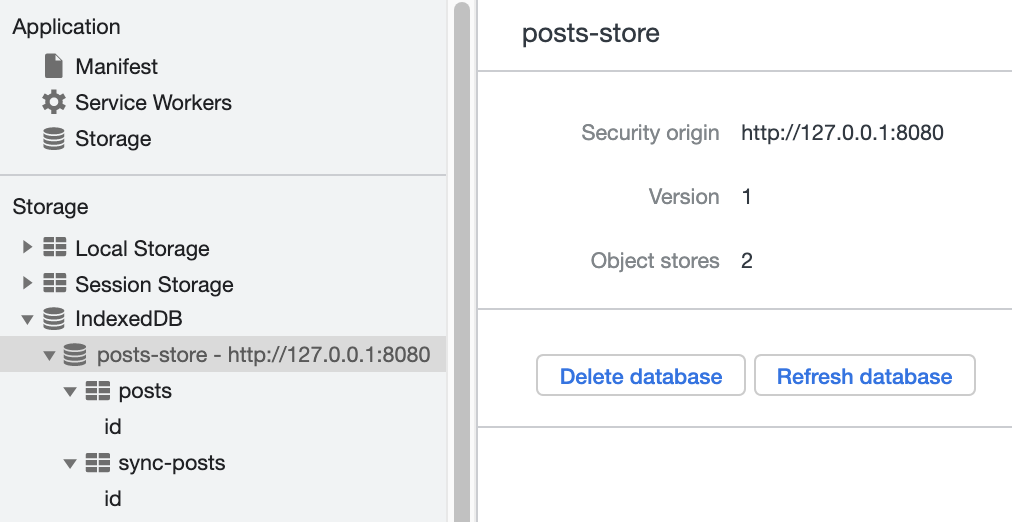 Application
Manifest
Service Workers
Storage
Storage
Local Storage
Session Storage
IndexedDB
posts-store - http://127.0.0.1:8080
posts
id
sync-posts
id
posts-store
Security origin http://127.0.0.1:8080
Version 1
Object stores 2
Delete database Refresh database